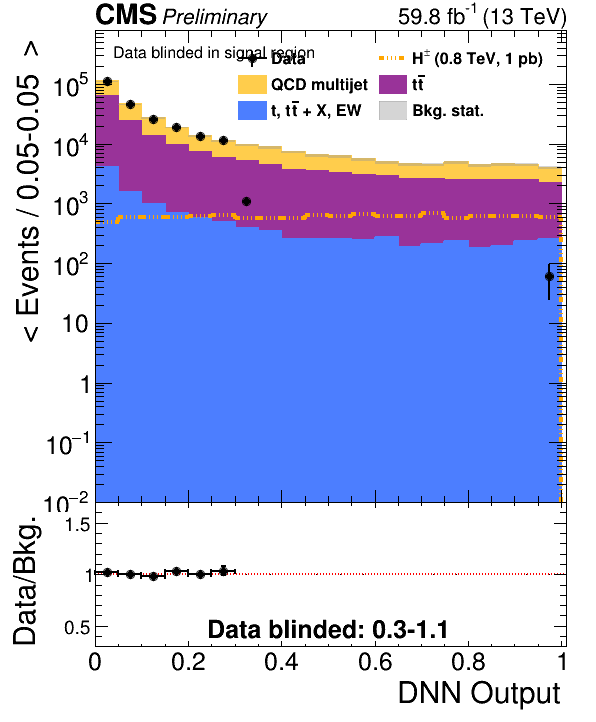 CMS Preliminary 59.8 fb⁻¹ (13 TeV)
Data blinded in signal region
Data
H± (0.8 TeV, 1 pb)
QCD multijet
tt̅
t, tt̅ + X, EW
Bkg. stat.
< Events / 0.05-0.05 >
10⁵
10⁴
10³
10²
10
1
10⁻¹
10⁻²
Data/Bkg.
1.5
1
0.5
Data blinded: 0.3-1.1
0 0.2 0.4 0.6 0.8 1
DNN Output